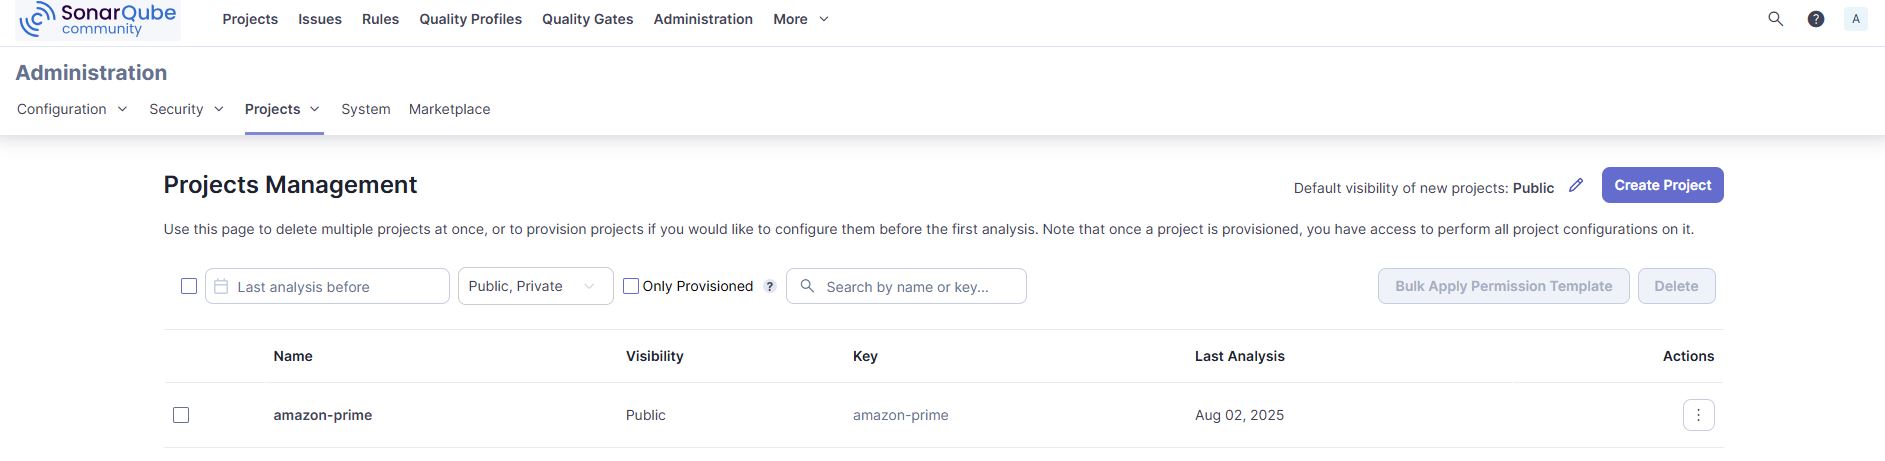 SonarQube
community
Projects Issues Rules Quality Profiles Quality Gates Administration More ? A
Administration
Configuration Security Projects System Marketplace
Projects Management
Default visibility of new projects: Public Create Project
Use this page to delete multiple projects at once, or to provision projects if you would like to configure them before the first analysis. Note that once a project is provisioned, you have access to perform all project configurations on it.
Last analysis before Public, Private Only Provisioned ? Search by name or key... Bulk Apply Permission Template Delete
Name Visibility Key Last Analysis Actions
amazon-prime Public amazon-prime Aug 02, 2025